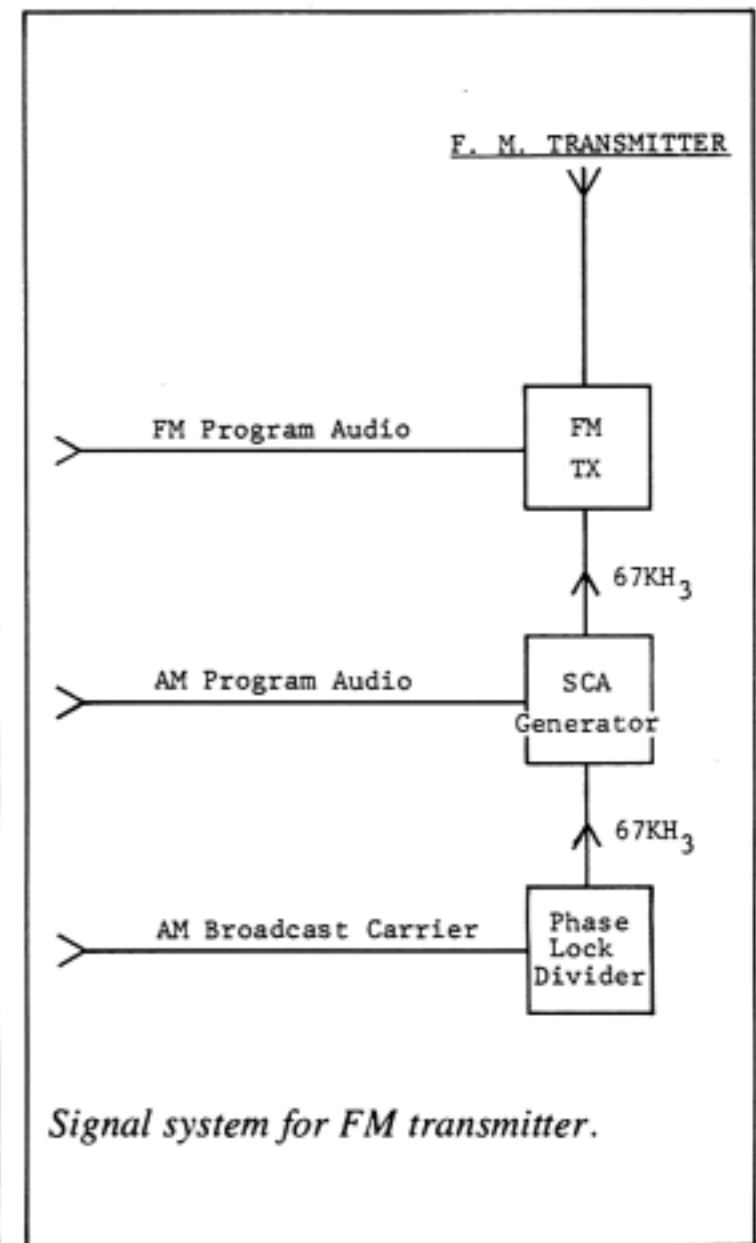 F. M. TRANSMITTER
FM Program Audio
FM
TX
67KH3
AM Program Audio
SCA
Generator
67KH3
AM Broadcast Carrier
Phase
Lock
Divider
Signal system for FM transmitter.